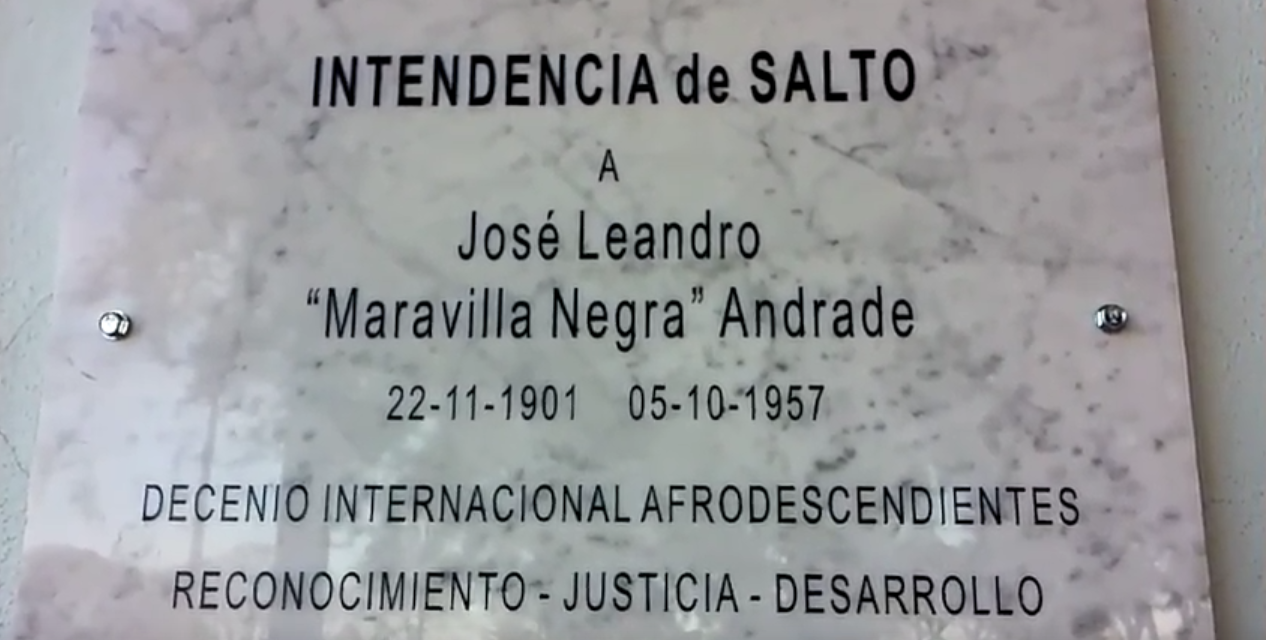 INTENDENCIA de SALTO
A
José Leandro
“Maravilla Negra” Andrade
22-11-1901 05-10-1957
DECENIO INTERNACIONAL AFRODESCENDIENTES
RECONOCIMIENTO - JUSTICIA - DESARROLLO